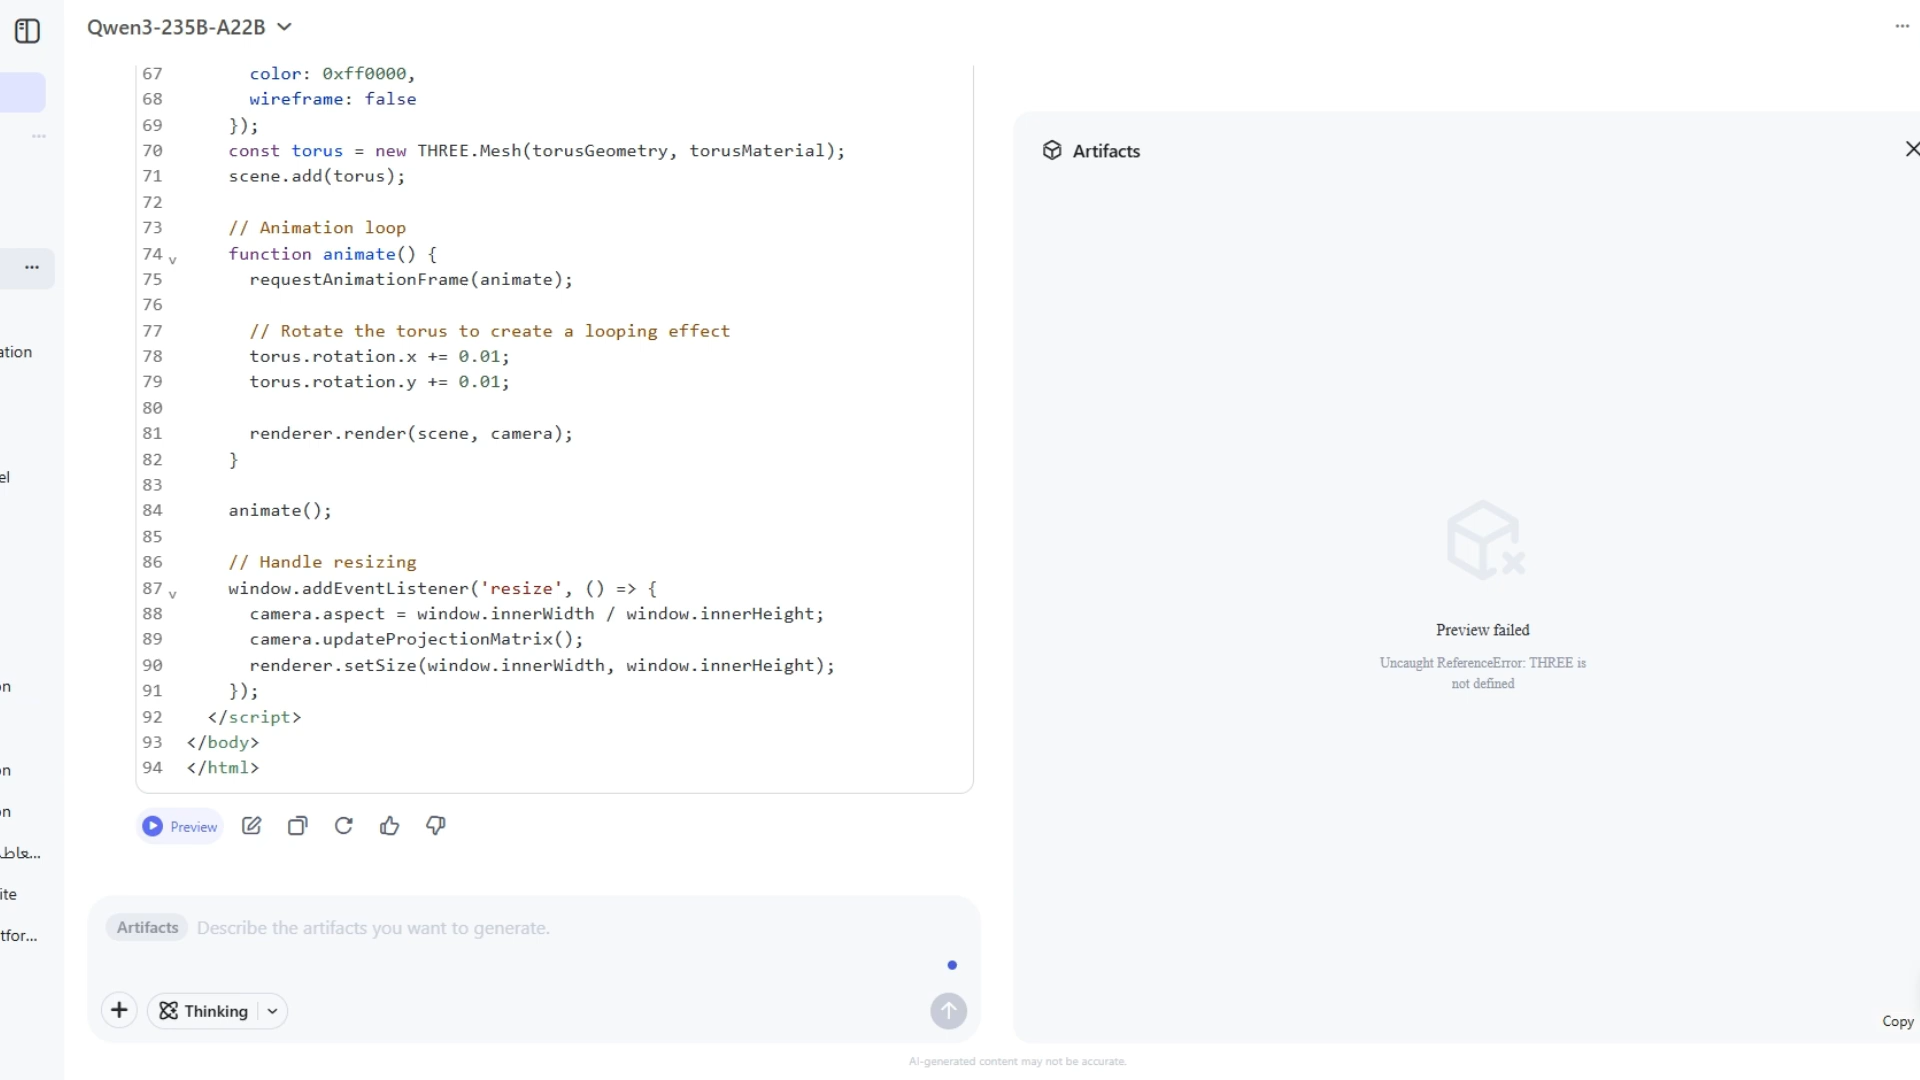 Qwen3-235B-A22B
67 color: 0xff0000,
68 wireframe: false
69 });
70 const torus = new THREE.Mesh(torusGeometry, torusMaterial);
71 scene.add(torus);
72
73 // Animation loop
74 function animate() {
75 requestAnimationFrame(animate);
76
77 // Rotate the torus to create a looping effect
78 torus.rotation.x += 0.01;
79 torus.rotation.y += 0.01;
80
81 renderer.render(scene, camera);
82 }
83
84 animate();
85
86 // Handle resizing
87 window.addEventListener('resize', () => {
88 camera.aspect = window.innerWidth / window.innerHeight;
89 camera.updateProjectionMatrix();
90 renderer.setSize(window.innerWidth, window.innerHeight);
91 });
92 </script>
93 </body>
94 </html>
Preview
Artifacts Describe the artifacts you want to generate.
Thinking
AI-generated content may not be accurate.
Artifacts
Preview failed
Uncaught ReferenceError: THREE is
not defined
Copy